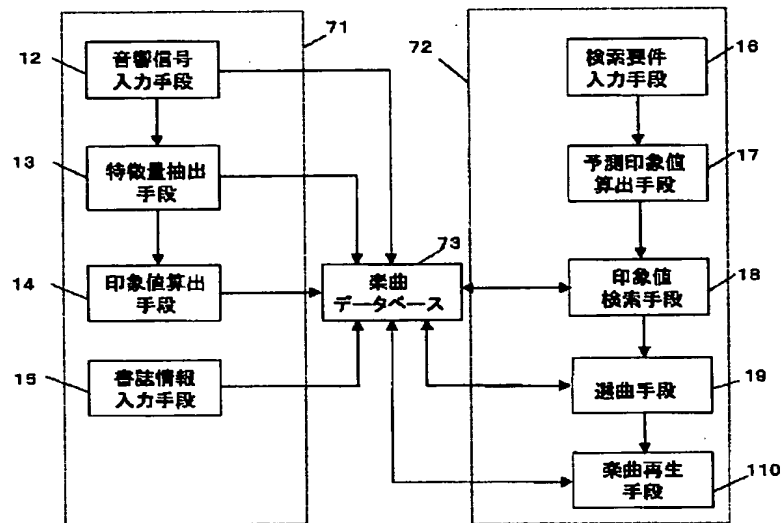 71
12
音響信号
入力手段
13
特徴量抽出
手段
14
印象値算出
手段
15
書誌情報
入力手段
73
楽曲
データベース
72
検索要件
入力手段
16
予測印象値
算出手段
17
印象値
検索手段
18
選曲手段
19
楽曲再生
手段
110